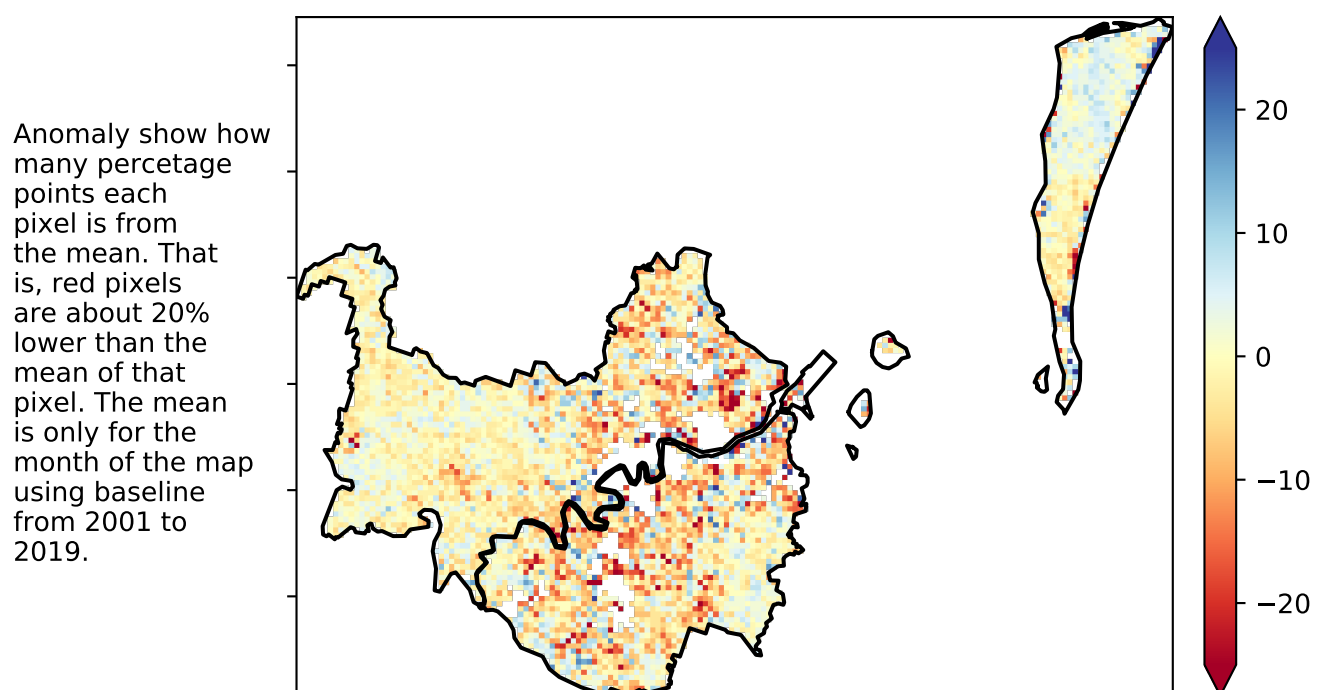 Anomaly show how
many percetage
points each
pixel is from
the mean. That
is, red pixels
are about 20%
lower than the
mean of that
pixel. The mean
is only for the
month of the map
using baseline
from 2001 to
2019.
20
10
0
−10
−20